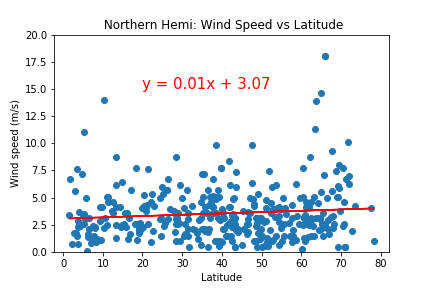 Northern Hemi: Wind Speed vs Latitude
20.0
17.5
15.0
12.5
10.0
7.5
5.0
2.5
0.0
Wind speed (m/s)
y = 0.01x + 3.07
0 10 20 30 40 50 60 70 80
Latitude